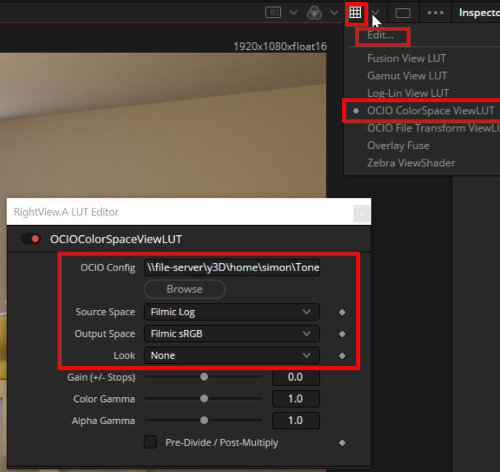 Inspecto
1920x1080xfloat16
Edit...
Fusion View LUT
Gamut View LUT
Log-Lin View LUT
OCIO ColorSpace ViewLUT
OCIO File Transform ViewLU
Overlay Fuse
Zebra ViewShader
RightView.A LUT Editor
x
OCIOColorSpaceViewLUT
OCIO Config \\file-server\y3D\home\simon\Tone
Browse
Source Space Filmic Log
Output Space Filmic sRGB
Look None
Gain (+/- Stops) 0.0
Color Gamma 1.0
Alpha Gamma 1.0
Pre-Divide / Post-Multiply